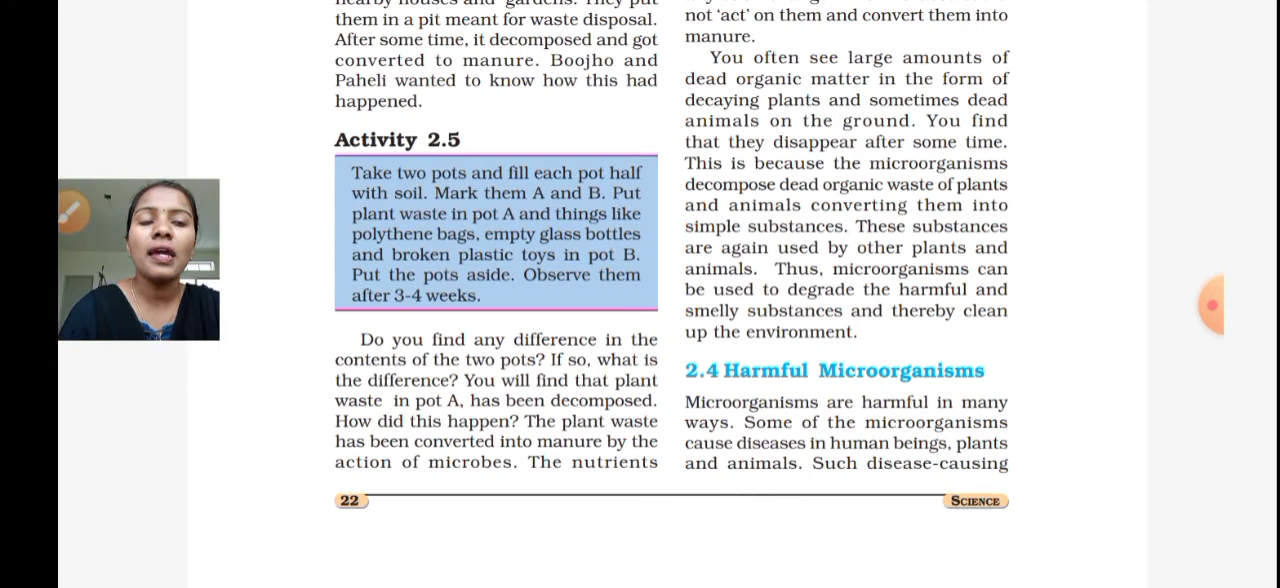 them in a pit meant for waste disposal.
After some time, it decomposed and got
converted to manure. Boojho and
Paheli wanted to know how this had
happened.
Activity 2.5
Take two pots and fill each pot half
with soil. Mark them A and B. Put
plant waste in pot A and things like
polythene bags, empty glass bottles
and broken plastic toys in pot B.
Put the pots aside. Observe them
after 3-4 weeks.
Do you find any difference in the
contents of the two pots? If so, what is
the difference? You will find that plant
waste in pot A, has been decomposed.
How did this happen? The plant waste
has been converted into manure by the
action of microbes. The nutrients
not 'act' on them and convert them into
manure.
You often see large amounts of
dead organic matter in the form of
decaying plants and sometimes dead
animals on the ground. You find
that they disappear after some time.
This is because the microorganisms
decompose dead organic waste of plants
and animals converting them into
simple substances. These substances
are again used by other plants and
animals. Thus, microorganisms can
be used to degrade the harmful and
smelly substances and thereby clean
up the environment.
2.4 Harmful Microorganisms
Microorganisms are harmful in many
ways. Some of the microorganisms
cause diseases in human beings, plants
and animals. Such disease-causing
22
SCIENCE